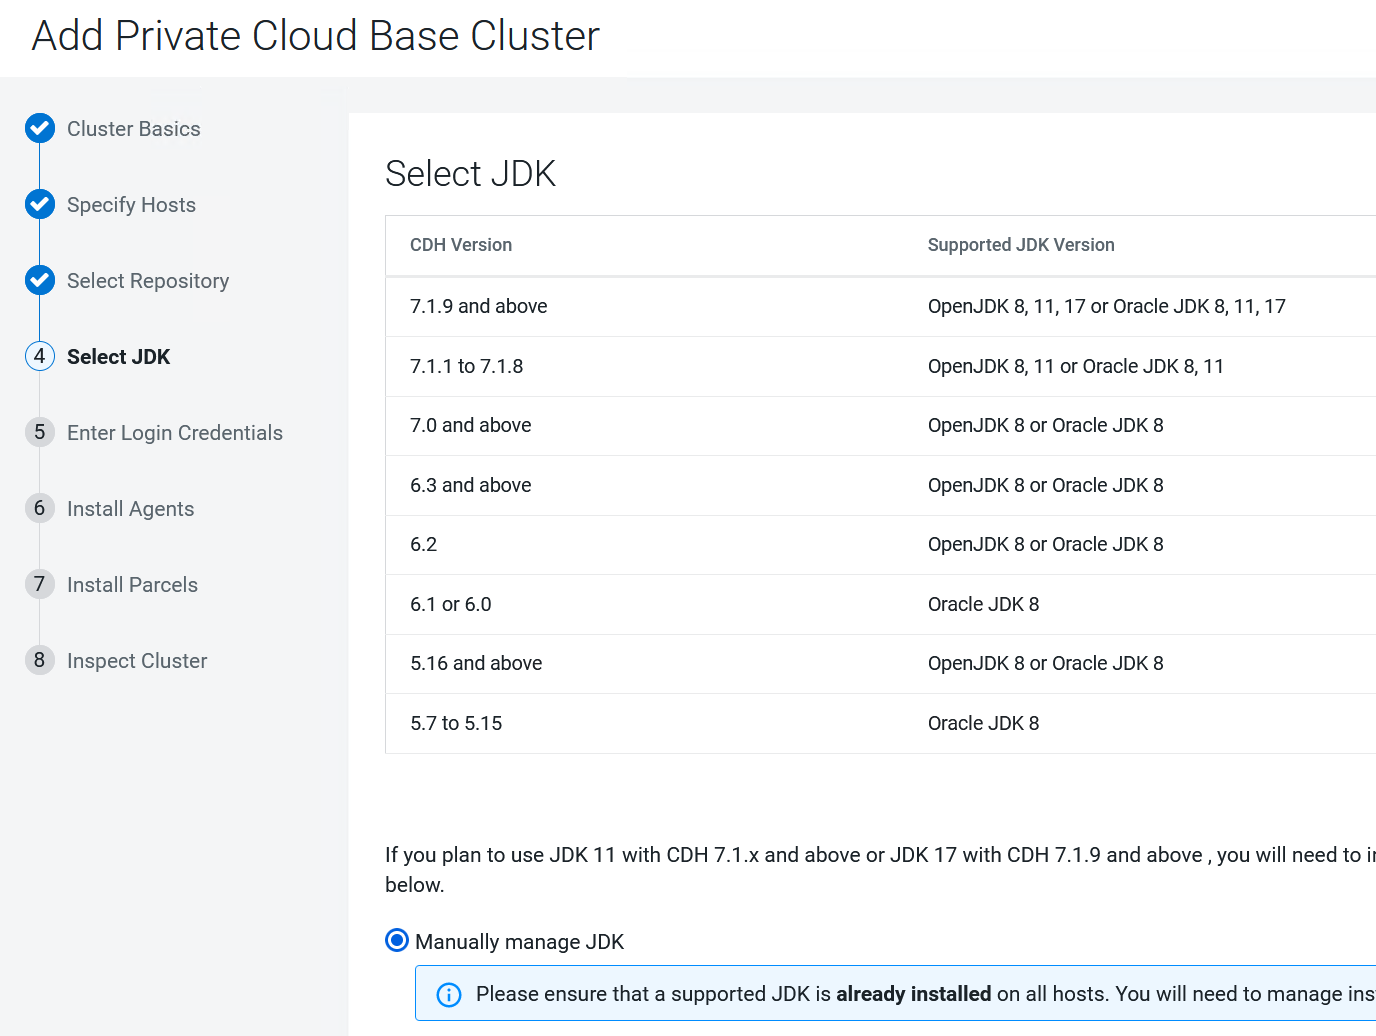 Add Private Cloud Base Cluster
Cluster Basics
Specify Hosts
Select Repository
4 Select JDK
5 Enter Login Credentials
6 Install Agents
7 Install Parcels
8 Inspect Cluster
Select JDK
CDH Version Supported JDK Version
7.1.9 and above OpenJDK 8, 11, 17 or Oracle JDK 8, 11, 17
7.1.1 to 7.1.8 OpenJDK 8, 11 or Oracle JDK 8, 11
7.0 and above OpenJDK 8 or Oracle JDK 8
6.3 and above OpenJDK 8 or Oracle JDK 8
6.2 OpenJDK 8 or Oracle JDK 8
6.1 or 6.0 Oracle JDK 8
5.16 and above OpenJDK 8 or Oracle JDK 8
5.7 to 5.15 Oracle JDK 8
If you plan to use JDK 11 with CDH 7.1.x and above or JDK 17 with CDH 7.1.9 and above , you will need to
below.
Manually manage JDK
Please ensure that a supported JDK is already installed on all hosts. You will need to manage